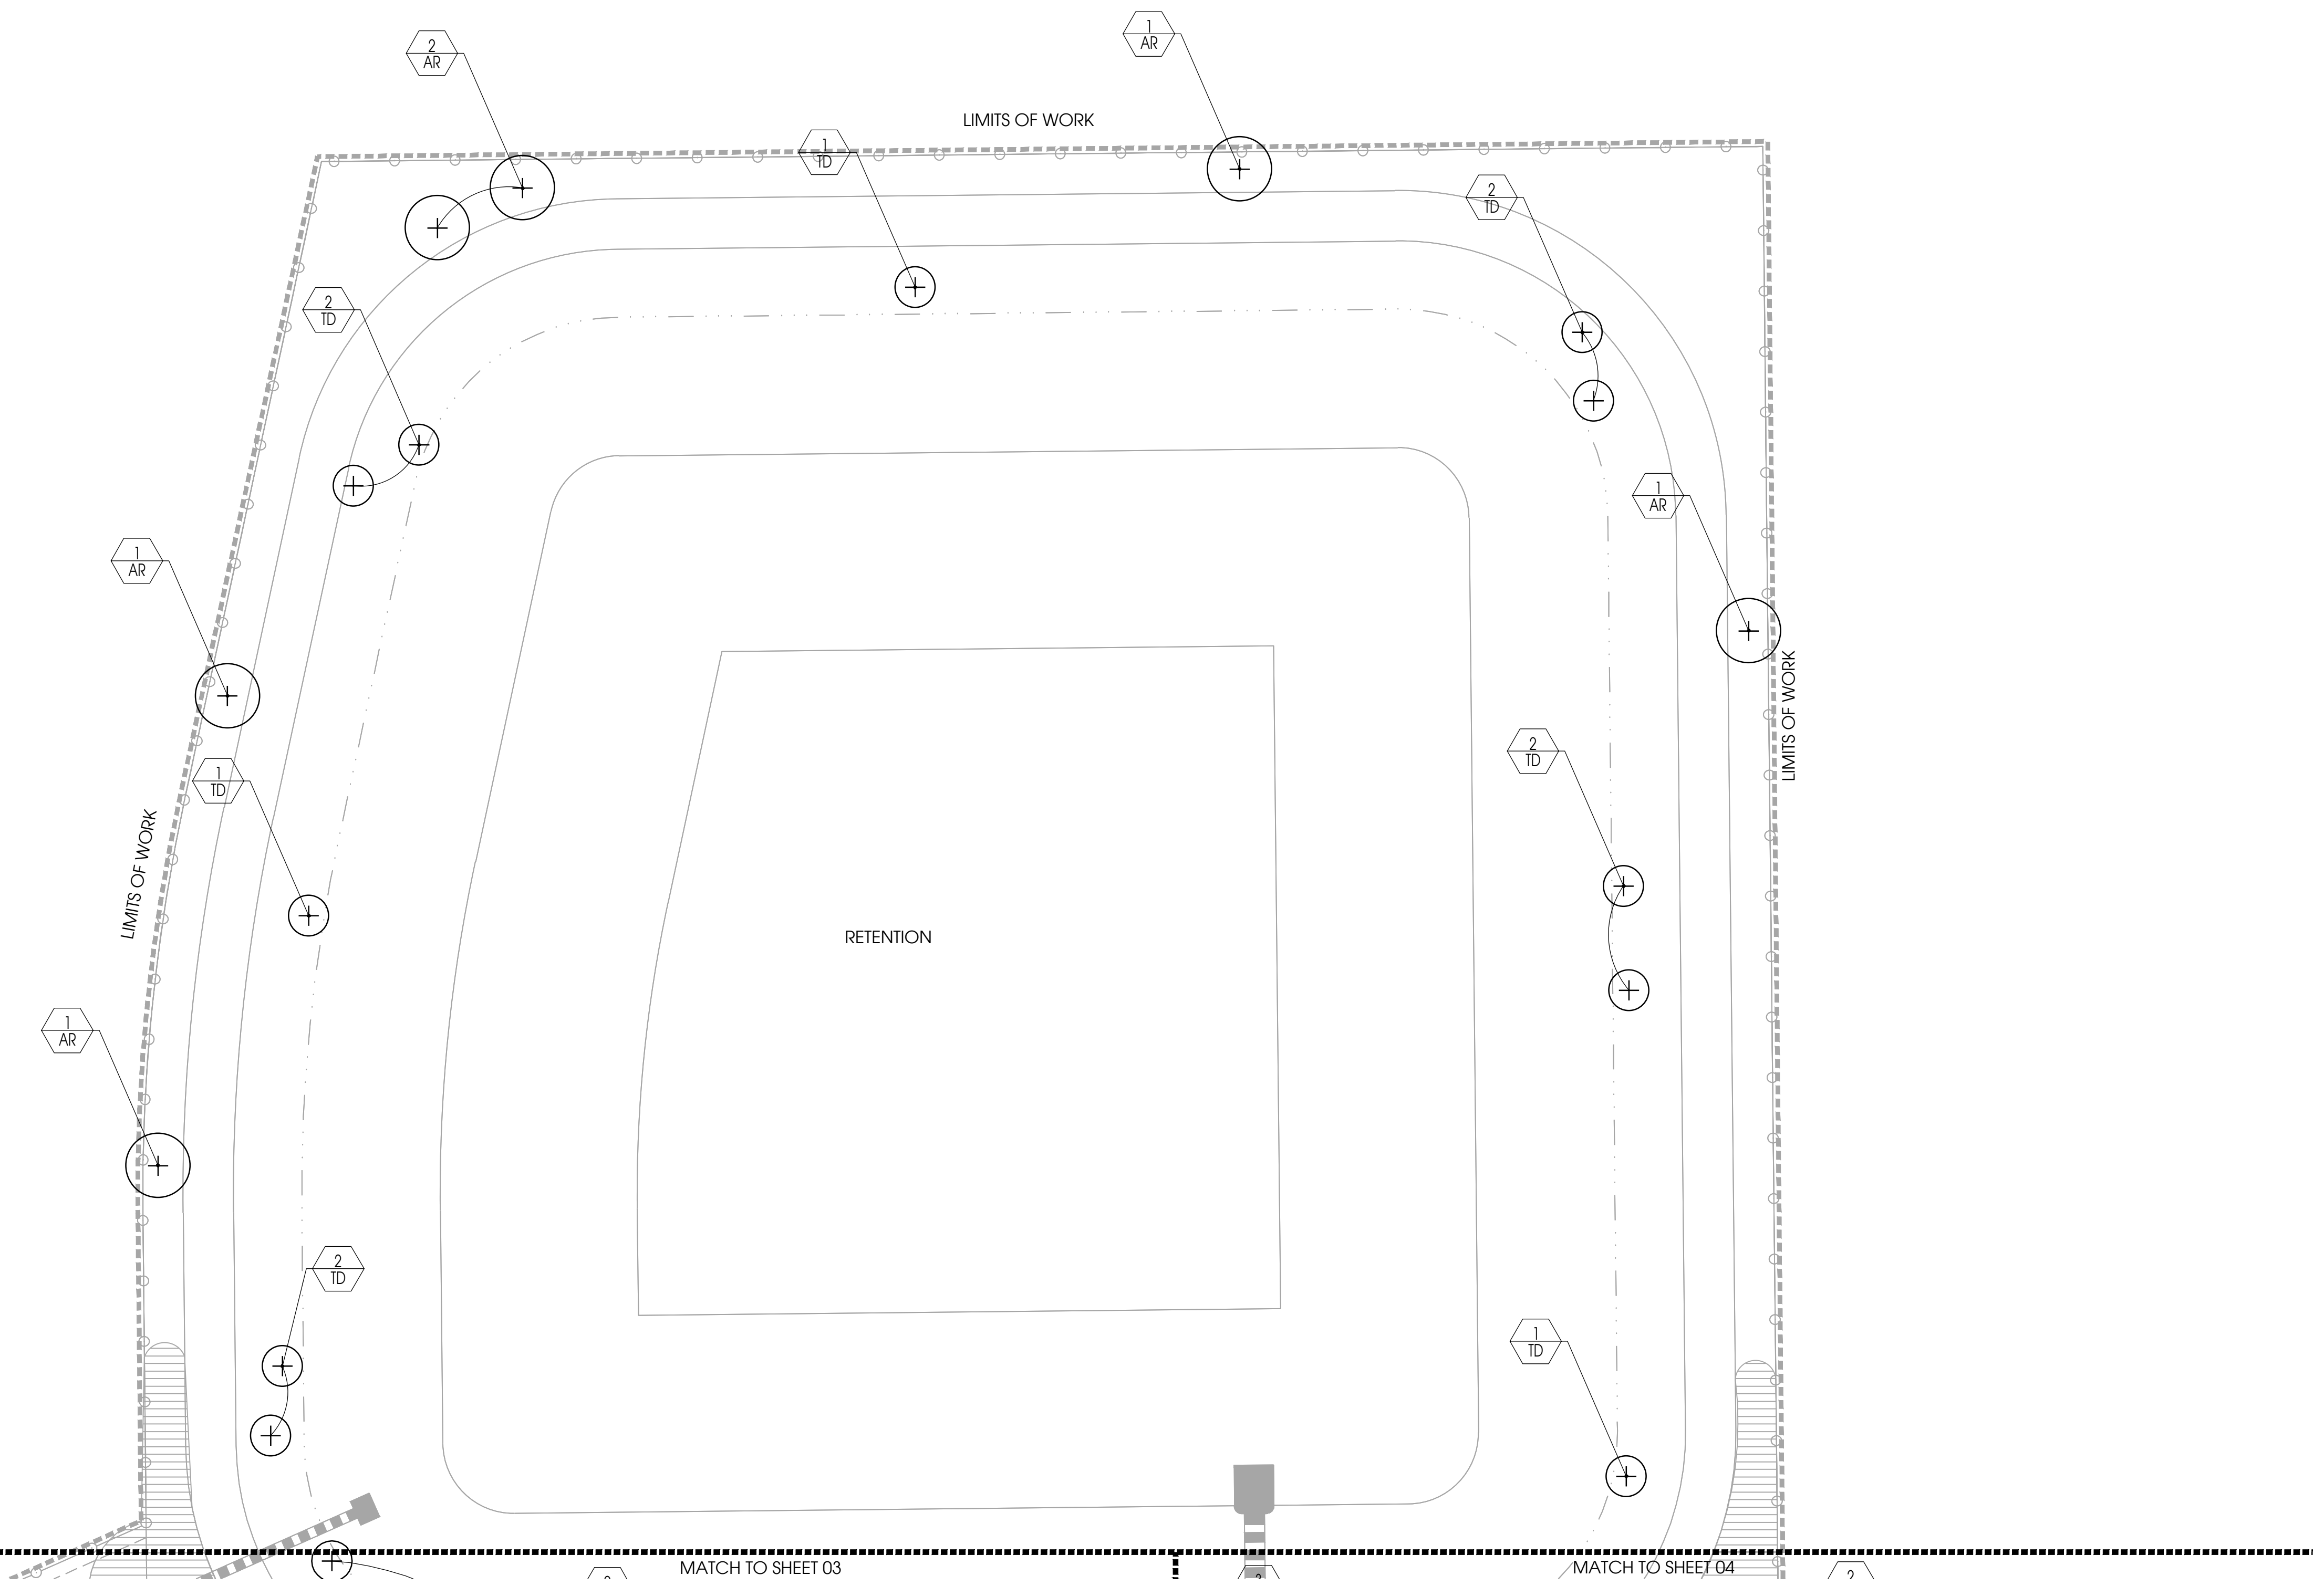 1
AR
2
AR
LIMITS OF WORK
1
TD
2
TD
2
TD
1
AR
1
AR
LIMITS OF WORK
2
TD
1
TD
LIMITS OF WORK
RETENTION
1
AR
2
TD
1
TD
MATCH TO SHEET 03
MATCH TO SHEET 04
2